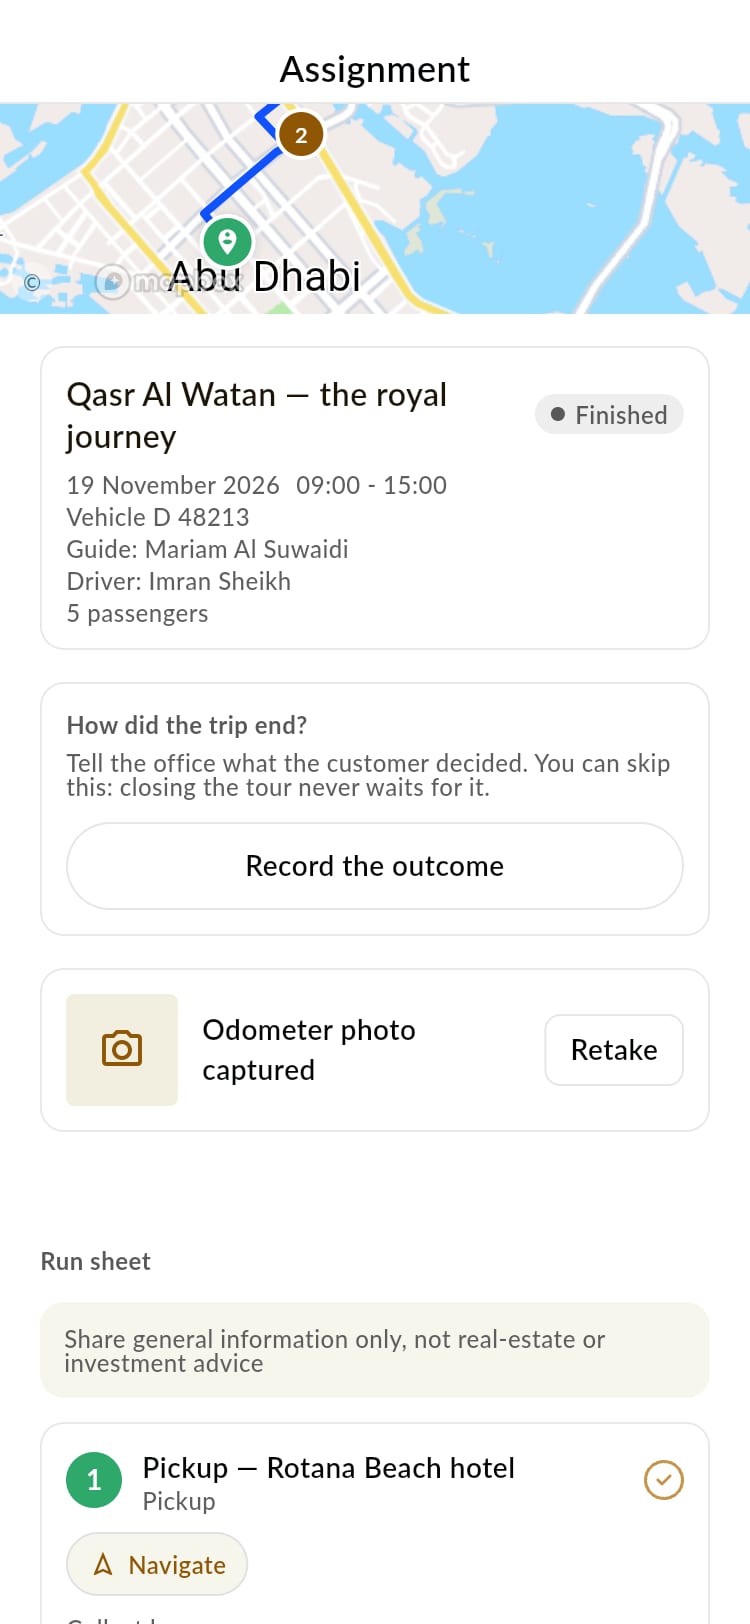 Assignment
2
Abu Dhabi
©
mapbox
Qasr Al Watan — the royal
journey
Finished
19 November 2026 09:00 - 15:00
Vehicle D 48213
Guide: Mariam Al Suwaidi
Driver: Imran Sheikh
5 passengers
How did the trip end?
Tell the office what the customer decided. You can skip
this: closing the tour never waits for it.
Record the outcome
Odometer photo
captured
Retake
Run sheet
Share general information only, not real-estate or
investment advice
1
Pickup — Rotana Beach hotel
Pickup
Navigate